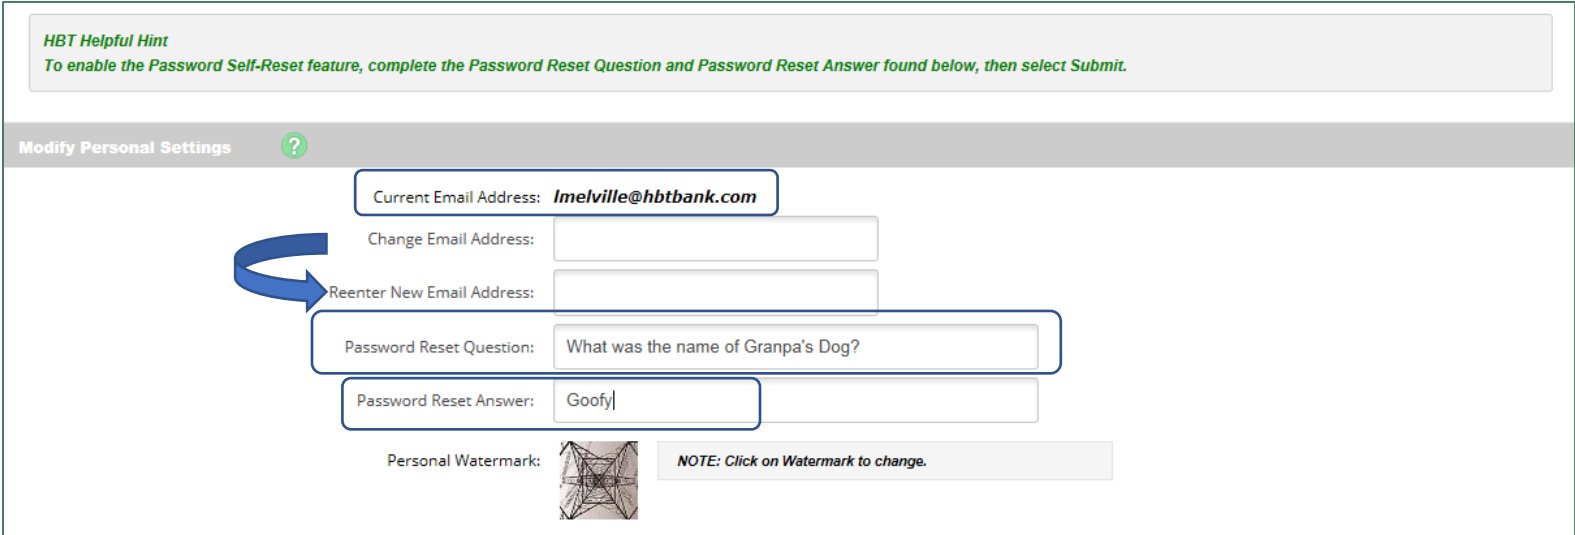 HBT Helpful Hint
To enable the Password Self-Reset feature, complete the Password Reset Question and Password Reset Answer found below, then select Submit.
Modify Personal Settings ?
Current Email Address: lmelville@hbtbank.com
Change Email Address:
Reenter New Email Address:
Password Reset Question: What was the name of Granpa's Dog?
Password Reset Answer: Goofy
Personal Watermark: NOTE: Click on Watermark to change.